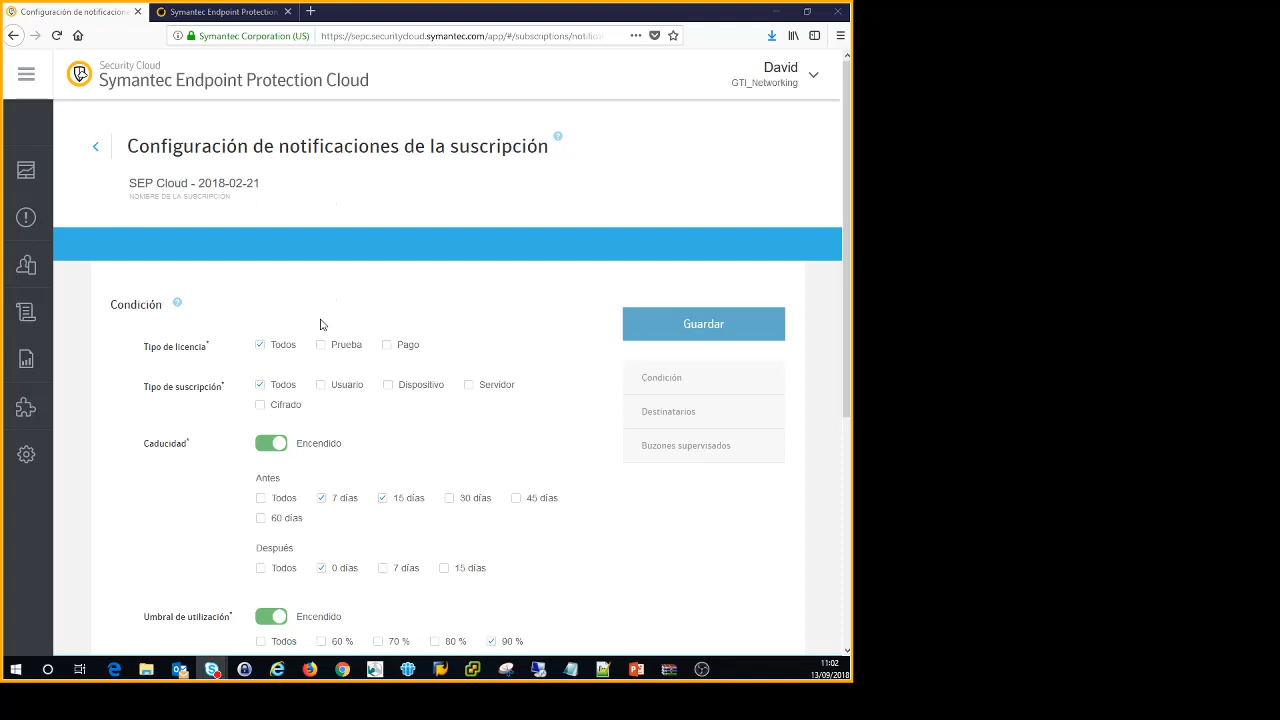 Configuración de notificacione
Symantec Endpoint Protection
Symantec Corporation (US)
https://sepc.securitycloud.symantec.com/app/#/subscriptions/notificat
Security Cloud
Symantec Endpoint Protection Cloud
David
GTI_Networking
Configuración de notificaciones de la suscripción
SEP Cloud - 2018-02-21
NOMBRE DE LA SUSCRIPCIÓN
Condición
Guardar
Tipo de licencia*
Todos Prueba Pago
Tipo de suscripción*
Todos Usuario Dispositivo Servidor
Cifrado
Condición
Destinatarios
Buzones supervisados
Caducidad*
Encendido
Antes
Todos 7 días 15 días 30 días 45 días
60 días
Después
Todos 0 días 7 días 15 días
Umbral de utilización*
Encendido
Todos 60 % 70 % 80 % 90 %
11:02
13/09/2018